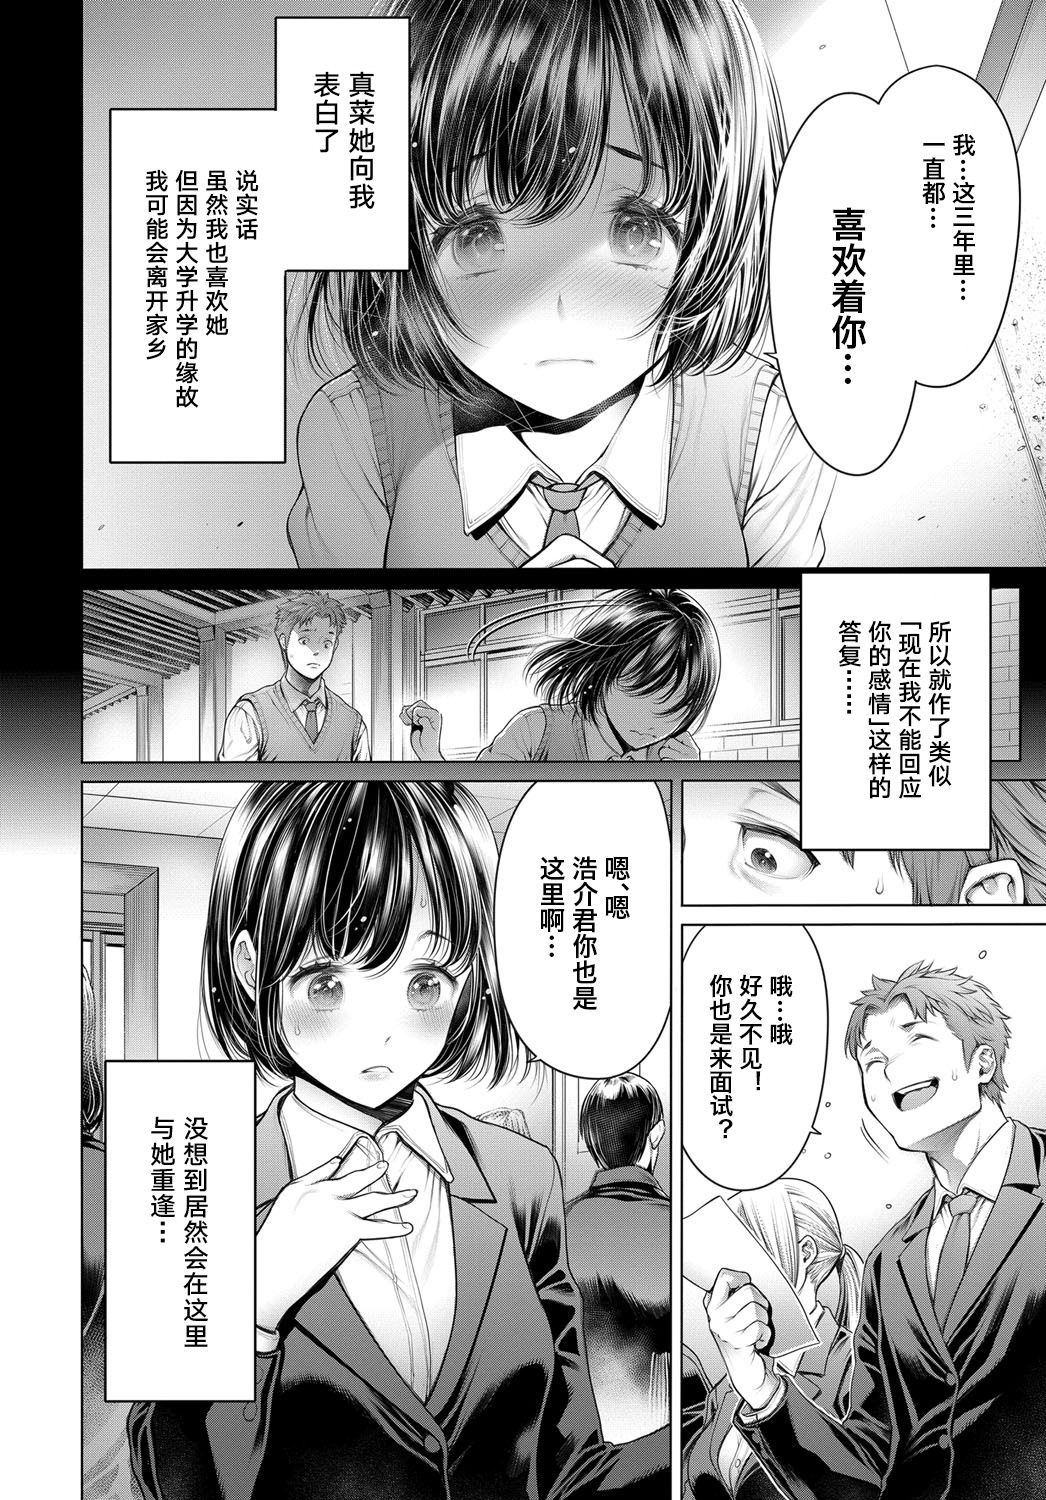 我…这三年里…
一直都…
喜欢着你…
真菜她向我
表白了
说实话
虽然我也喜欢她
但因为大学升学的缘故
我可能会离开家乡
所以就作了类似
「现在我不能回应
你的感情」这样的
答复……
哦…哦
好久不见！
你也是来面试？
嗯、嗯
浩介君你也是
这里啊…
没想到居然会在这里
与她重逢…